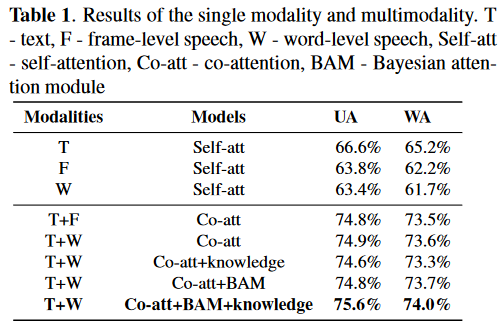 Table 1. Results of the single modality and multimodality. T
- text, F - frame-level speech, W - word-level speech, Self-att
- self-attention, Co-att - co-attention, BAM - Bayesian atten-
tion module
Modalities Models UA WA
T Self-att 66.6% 65.2%
F Self-att 63.8% 62.2%
W Self-att 63.4% 61.7%
T+F Co-att 74.8% 73.5%
T+W Co-att 74.9% 73.6%
T+W Co-att+knowledge 74.6% 73.3%
T+W Co-att+BAM 74.8% 73.7%
T+W Co-att+BAM+knowledge 75.6% 74.0%